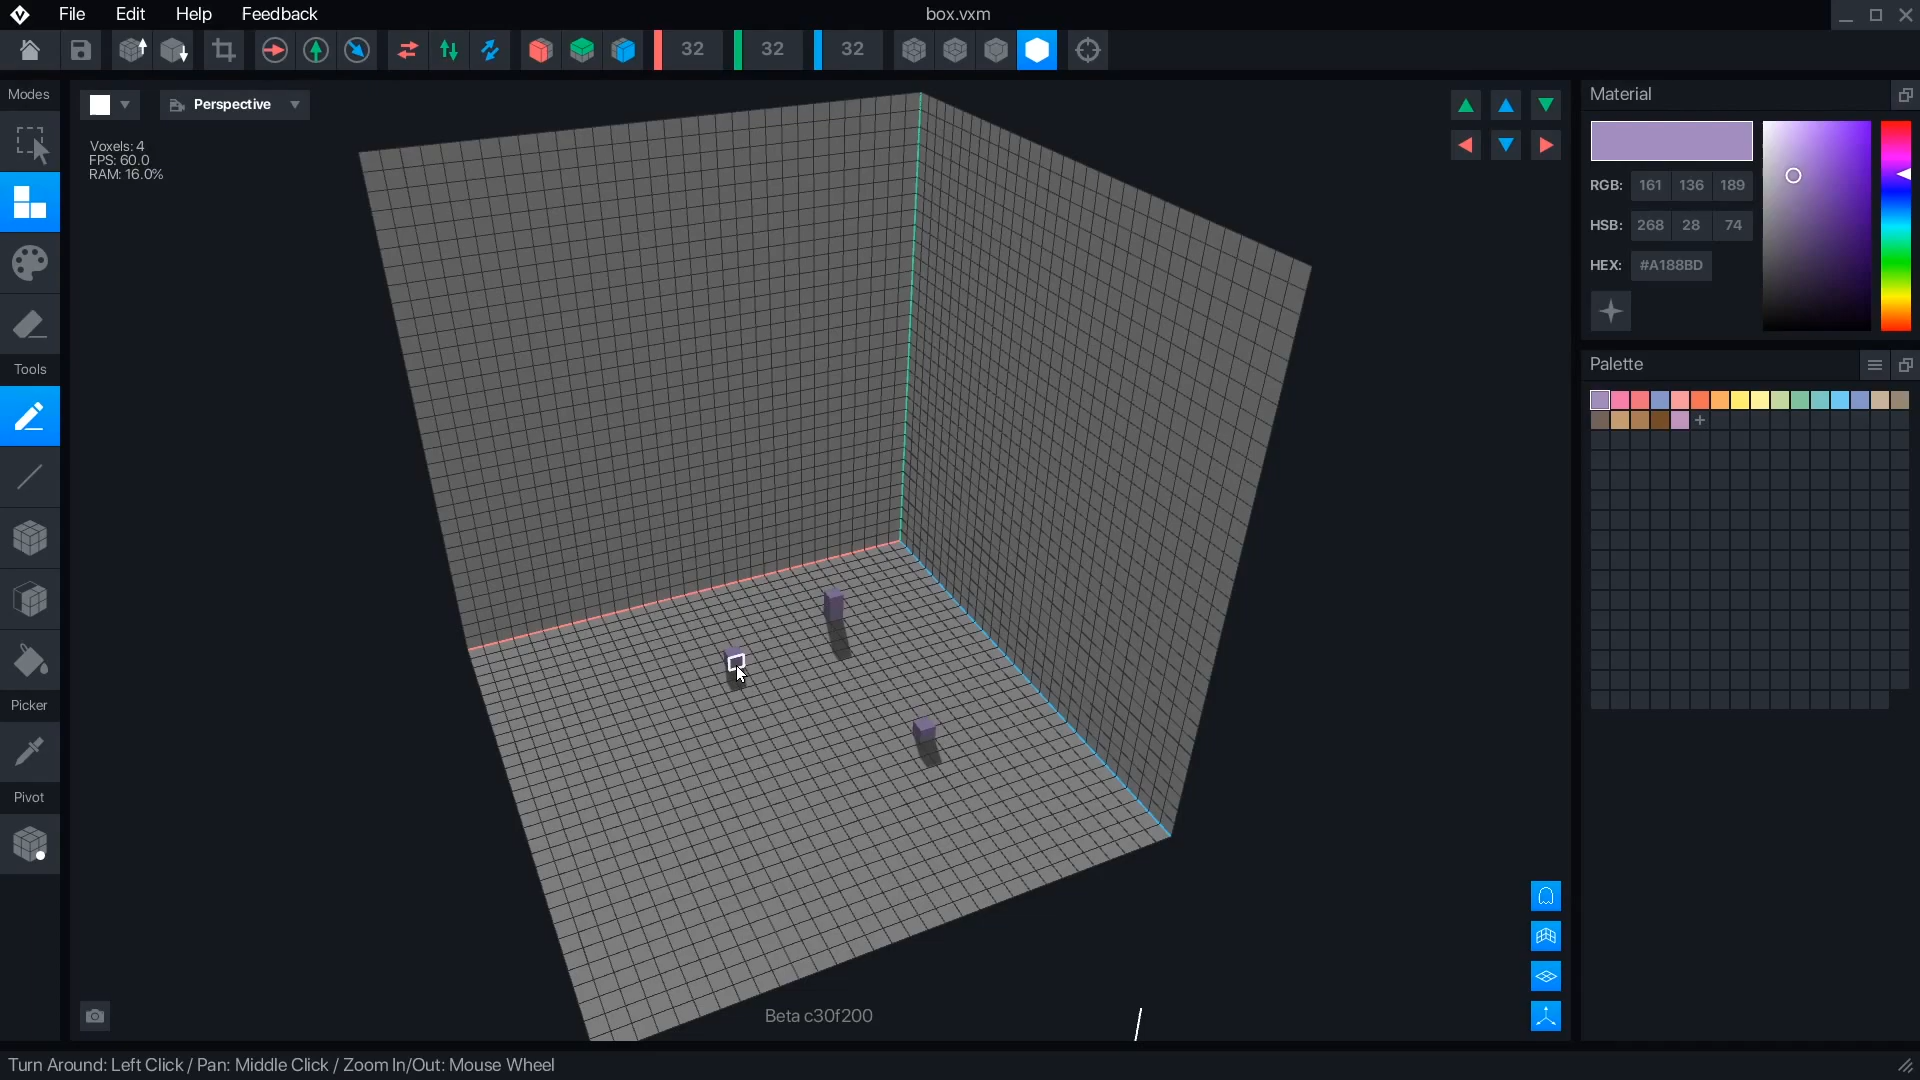 File Edit Help Feedback box.vxm
32 32 32
Modes
Perspective
Voxels: 4
FPS: 60.0
RAM: 16.0%
Tools
Picker
Pivot
Material
RGB: 161 136 189
HSB: 268 28 74
HEX: #A188BD
Palette
+
Beta c30f200
Turn Around: Left Click / Pan: Middle Click / Zoom In/Out: Mouse Wheel